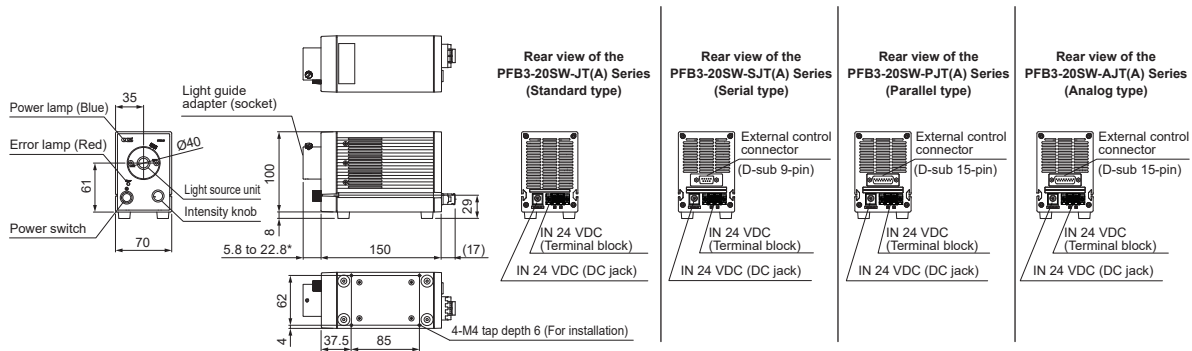 Power lamp (Blue)
35
Error lamp (Red)
Ø40
61
Light source unit
Intensity knob
Power switch
70
Light guide
adapter (socket)
100
8
29
5.8 to 22.8*
150
(17)
62
4
37.5
85
4-M4 tap depth 6 (For installation)
Rear view of the
PFB3-20SW-JT(A) Series
(Standard type)
IN 24 VDC
(Terminal block)
IN 24 VDC (DC jack)
Rear view of the
PFB3-20SW-SJT(A) Series
(Serial type)
External control
connector
(D-sub 9-pin)
IN 24 VDC
(Terminal block)
IN 24 VDC (DC jack)
Rear view of the
PFB3-20SW-PJT(A) Series
(Parallel type)
External control
connector
(D-sub 15-pin)
IN 24 VDC
(Terminal block)
IN 24 VDC (DC jack)
Rear view of the
PFB3-20SW-AJT(A) Series
(Analog type)
External control
connector
(D-sub 15-pin)
IN 24 VDC
(Terminal block)
IN 24 VDC (DC jack)